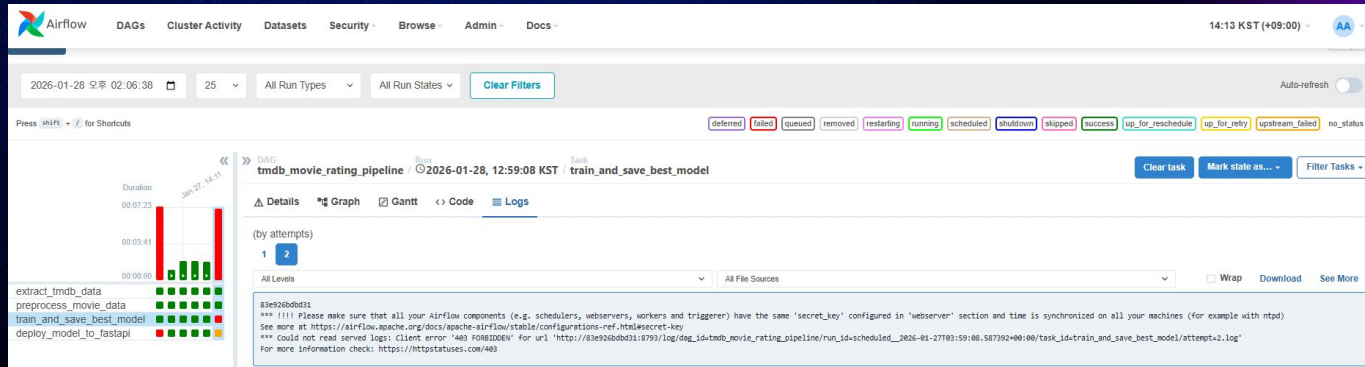 Airflow DAGs Cluster Activity Datasets Security Browse Admin Docs 14:13 KST (+09:00) AA
2026-01-28 오후 02:06:38 25 All Run Types All Run States Clear Filters Auto-refresh
Press shift + / for Shortcuts deferred failed queued removed restarting running scheduled shutdown skipped success up_for_reschedule up_for_retry upstream_failed no_status
DAG Run Task
tmdb_movie_rating_pipeline / 2026-01-28, 12:59:08 KST / train_and_save_best_model Clear task Mark state as... Filter Tasks
Duration Jan 27, 14:11
00:07:23
00:03:41
00:00:00
extract_tmdb_data
preprocess_movie_data
train_and_save_best_model
deploy_model_to_fastapi
Details Graph Gantt <> Code Logs
(by attempts)
1 2
All Levels All File Sources Wrap Download See More
83e926bdbd31
*** !!!! Please make sure that all your Airflow components (e.g. schedulers, webservers, workers and triggerer) have the same 'secret_key' configured in 'webserver' section and time is synchronized on all your machines (for example with ntpd)
See more at https://airflow.apache.org/docs/apache-airflow/stable/configurations-ref.html#secret-key
*** Could not read served logs: Client error '403 FORBIDDEN' for url 'http://83e926bdbd31:8793/log/dag_id=tmdb_movie_rating_pipeline/run_id=scheduled__2026-01-27T03:59:08.587392+00:00/task_id=train_and_save_best_model/attempt=2.log'
For more information check: https://httpstatuses.com/403